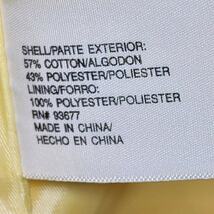 SHELL/PARTE EXTERIOR:
57% COTTON/ALGODON
43% POLYESTER/POLIESTER
LINING/FORRO:
100% POLYESTER/POLIESTER
RN# 93677
MADE IN CHINA/
HECHO EN CHINA